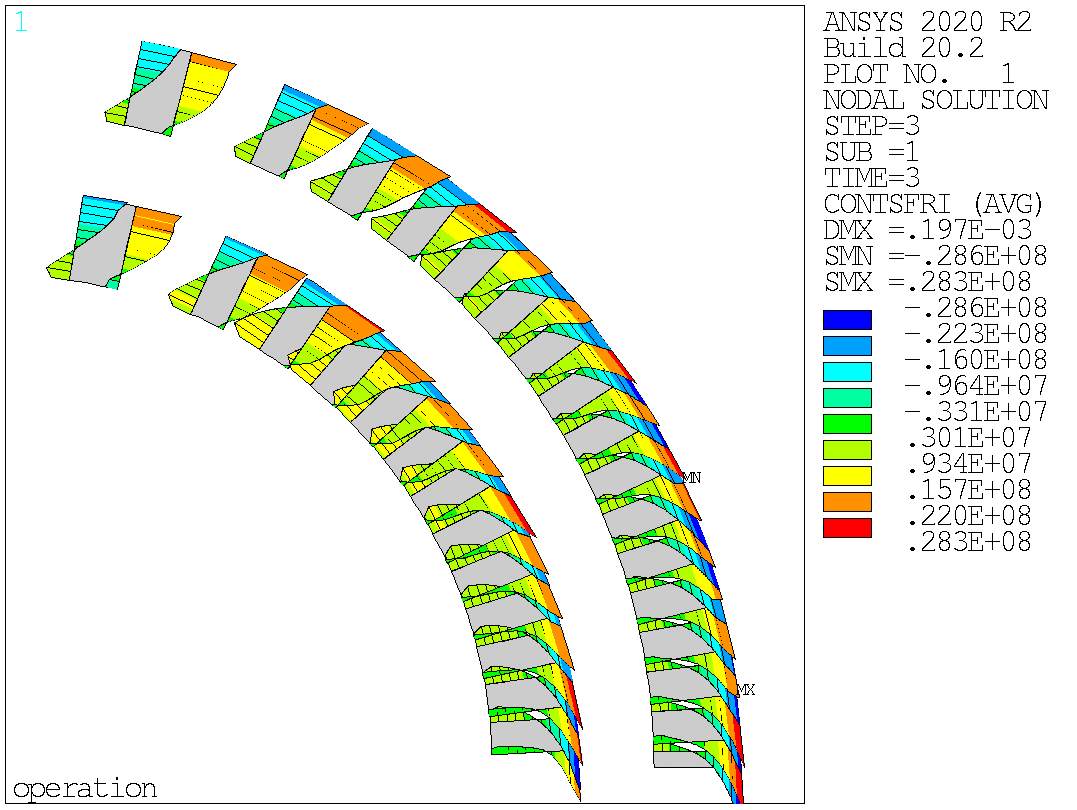 1
ANSYS 2020 R2
Build 20.2
PLOT NO. 1
NODAL SOLUTION
STEP=3
SUB =1
TIME=3
CONTSFRI (AVG)
DMX =.197E-03
SMN =-.286E+08
SMX =.283E+08
-.286E+08
-.223E+08
-.160E+08
-.964E+07
-.331E+07
.301E+07
.934E+07
.157E+08
.220E+08
.283E+08
MN
MX
operation